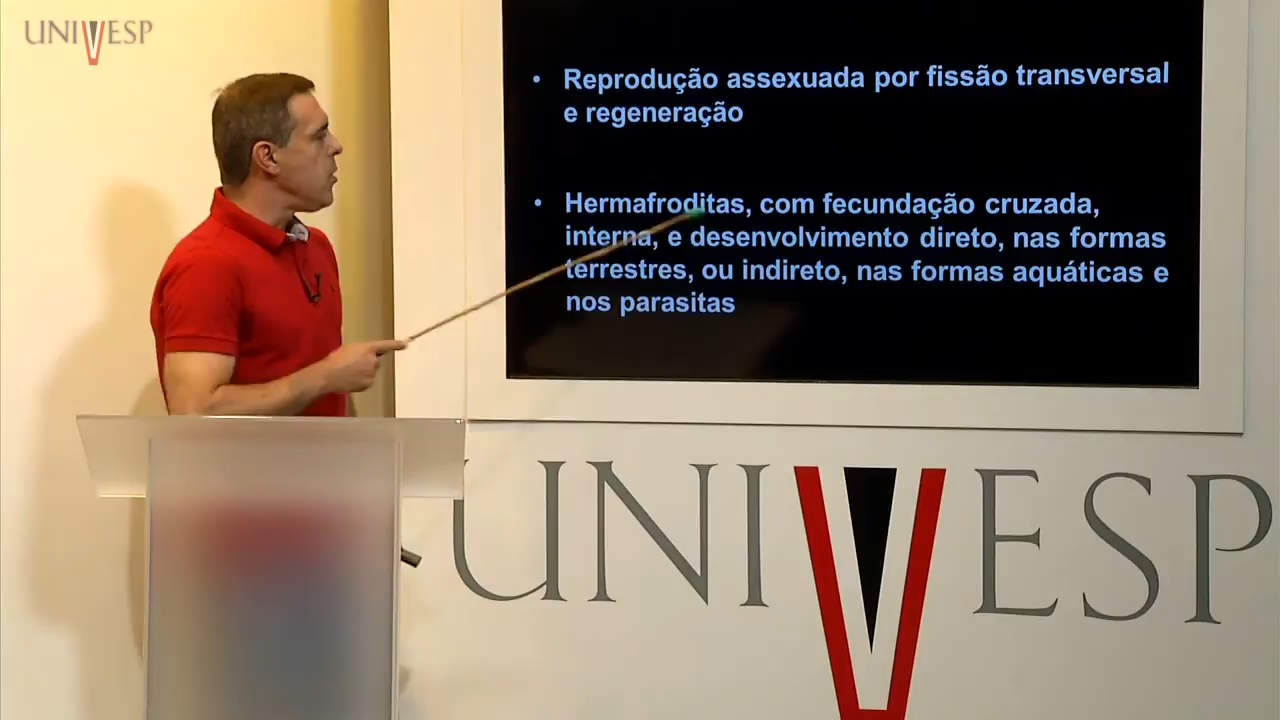 UNIVESP
• Reprodução assexuada por fissão transversal
e regeneração
• Hermafroditas, com fecundação cruzada,
interna, e desenvolvimento direto, nas formas
terrestres, ou indireto, nas formas aquáticas e
nos parasitas
UNIVESP